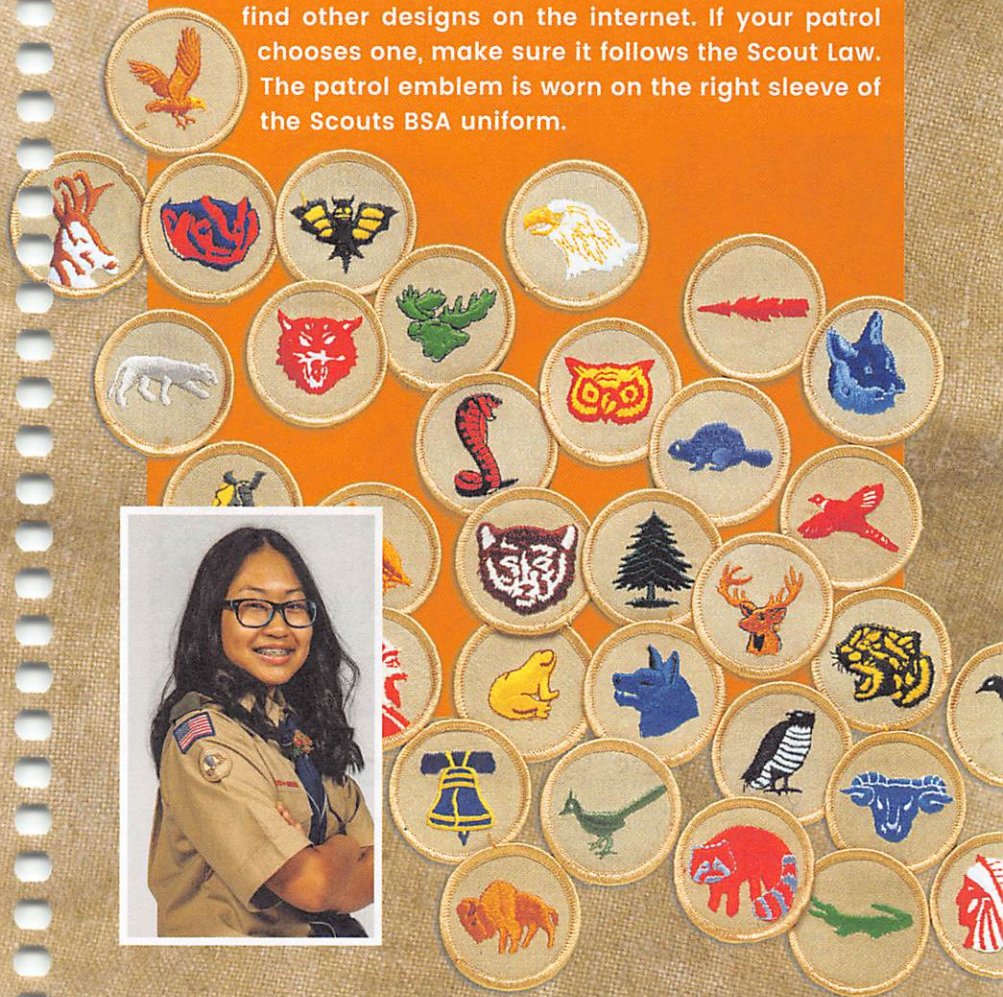 find other designs on the internet. If your patrol
chooses one, make sure it follows the Scout Law.
The patrol emblem is worn on the right sleeve of
the Scouts BSA uniform.